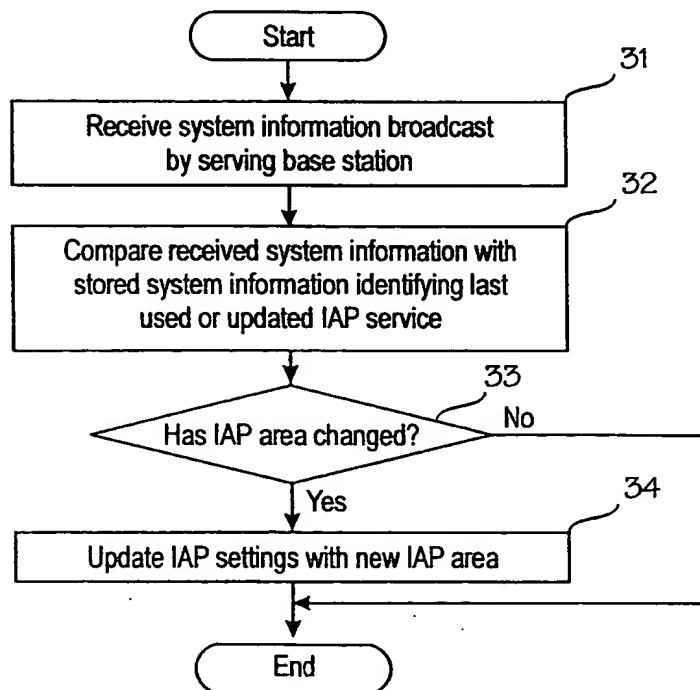 Start
31
Receive system information broadcast
by serving base station
32
Compare received system information with
stored system information identifying last
used or updated IAP service
33
Has IAP area changed?
No
Yes
34
Update IAP settings with new IAP area
End